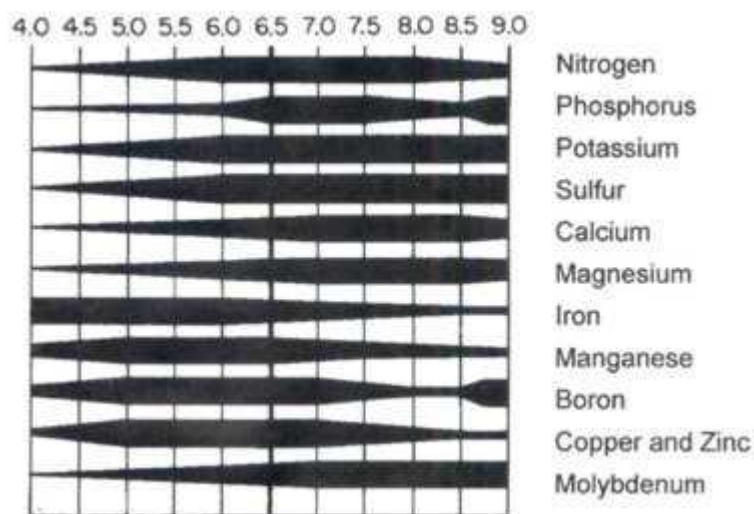 4.0 4.5 5.0 5.5 6.0 6.5 7.0 7.5 8.0 8.5 9.0
Nitrogen
Phosphorus
Potassium
Sulfur
Calcium
Magnesium
Iron
Manganese
Boron
Copper and Zinc
Molybdenum